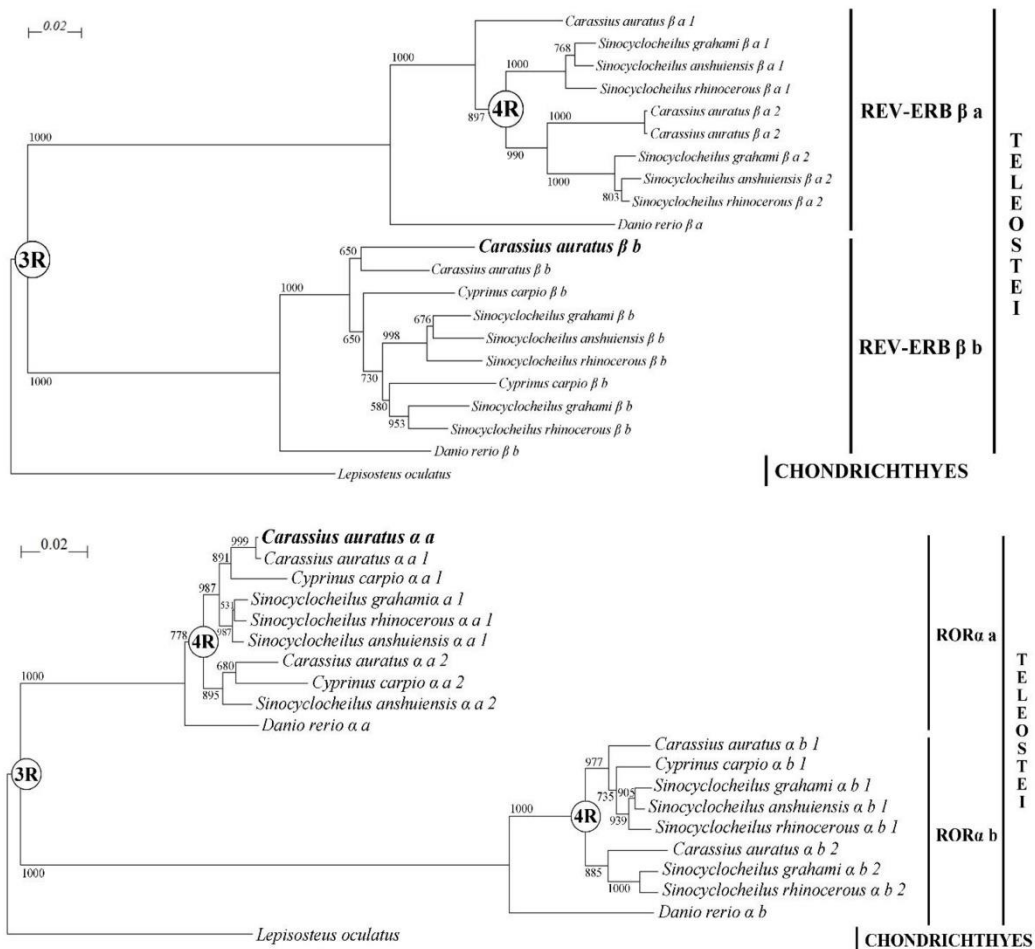 0.02
Carassius auratus β a 1
768
Sinocyclocheilus grahami β a 1
1000
Sinocyclocheilus anshuiensis β a 1
1000
Sinocyclocheilus rhinocerous β a 1
4R
897
Carassius auratus β a 2
1000
Carassius auratus β a 2
REV-ERB β a
990
1000
Sinocyclocheilus grahami β a 2
1000
Sinocyclocheilus anshuiensis β a 2
803
Sinocyclocheilus rhinocerous β a 2
Danio rerio β a
3R
650
Carassius auratus β b
Carassius auratus β b
1000
Cyprinus carpio β b
676
Sinocyclocheilus grahami β b
998
Sinocyclocheilus anshuiensis β b
650
Sinocyclocheilus rhinocerous β b
REV-ERB β b
730
1000
Cyprinus carpio β b
580
Sinocyclocheilus grahami β b
953
Sinocyclocheilus rhinocerous β b
Danio rerio β b
Lepisosteus oculatus
TELEOSTEI
CHONDRICHTHYES
0.02
999
Carassius auratus α a
891
Carassius auratus α a 1
Cyprinus carpio α a 1
987
531
Sinocyclocheilus grahamiα a 1
Sinocyclocheilus rhinocerous α a 1
987
778
4R
Sinocyclocheilus anshuiensis α a 1
RORα a
680
Carassius auratus α a 2
1000
Cyprinus carpio α a 2
895
Sinocyclocheilus anshuiensis α a 2
Danio rerio α a
3R
977
Carassius auratus α b 1
Cyprinus carpio α b 1
735
905
Sinocyclocheilus grahami α b 1
1000
4R
Sinocyclocheilus anshuiensis α b 1
939
Sinocyclocheilus rhinocerous α b 1
RORα b
Carassius auratus α b 2
1000
885
Sinocyclocheilus grahami α b 2
1000
Sinocyclocheilus rhinocerous α b 2
Danio rerio α b
Lepisosteus oculatus
TELEOSTEI
CHONDRICHTHYES